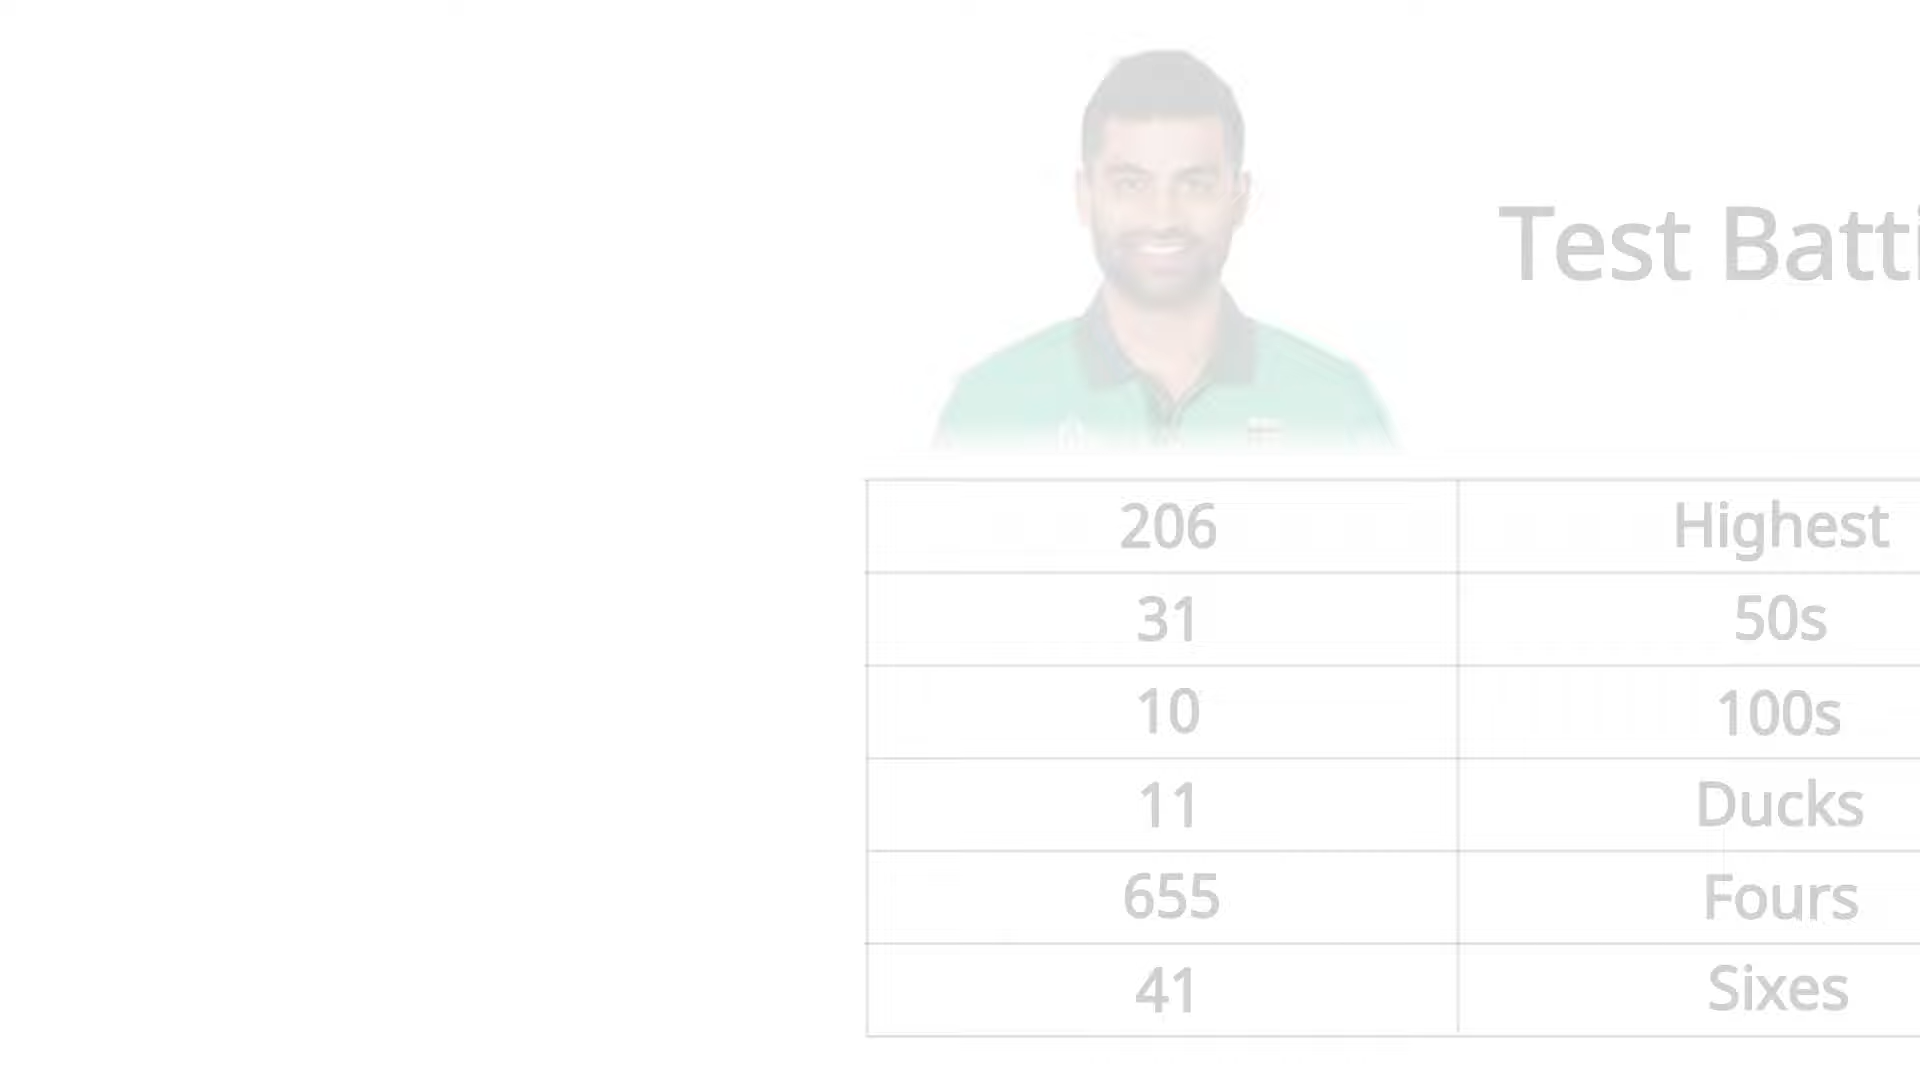 Test Batti
206 Highest
31 50s
10 100s
11 Ducks
655 Fours
41 Sixes